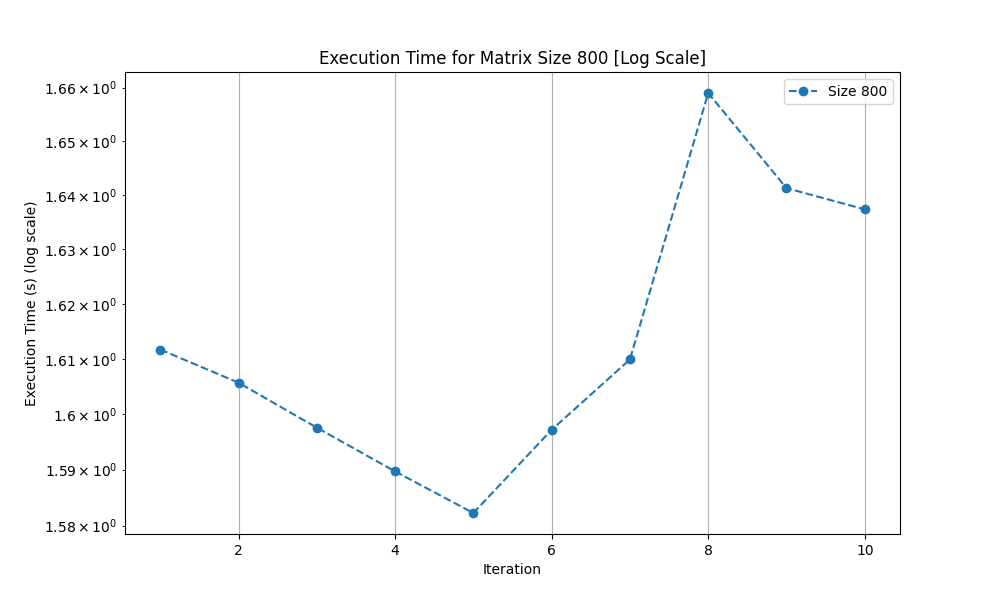 Execution Time for Matrix Size 800 [Log Scale]
Size 800
Execution Time (s) (log scale)
1.66 × 10⁰
1.65 × 10⁰
1.64 × 10⁰
1.63 × 10⁰
1.62 × 10⁰
1.61 × 10⁰
1.6 × 10⁰
1.59 × 10⁰
1.58 × 10⁰
2 4 6 8 10
Iteration